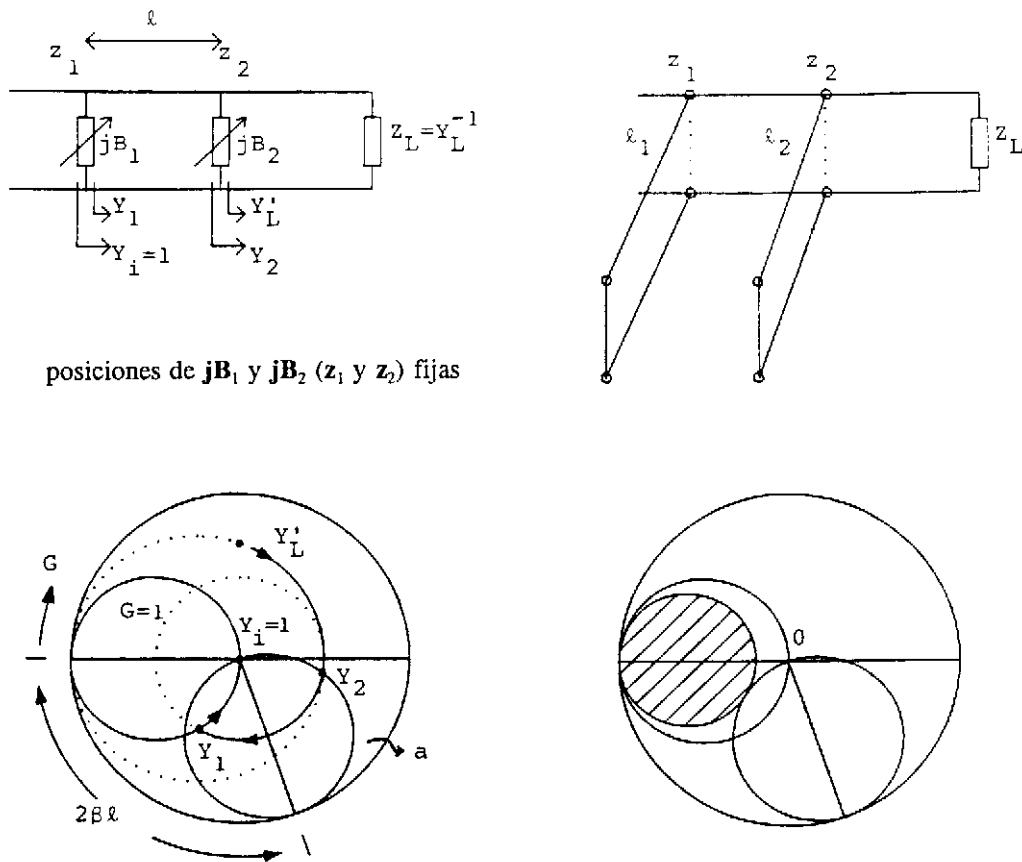 ℓ
z1 z2
jB1 jB2 ZL=YL^-1
Y1 Y'L
Yi=1 Y2
z1 z2
ℓ1 ℓ2 ZL
posiciones de jB1 y jB2 (z1 y z2) fijas
G
Y'L
G=1
Yi=1
Y2
Y1
a
2βℓ
O